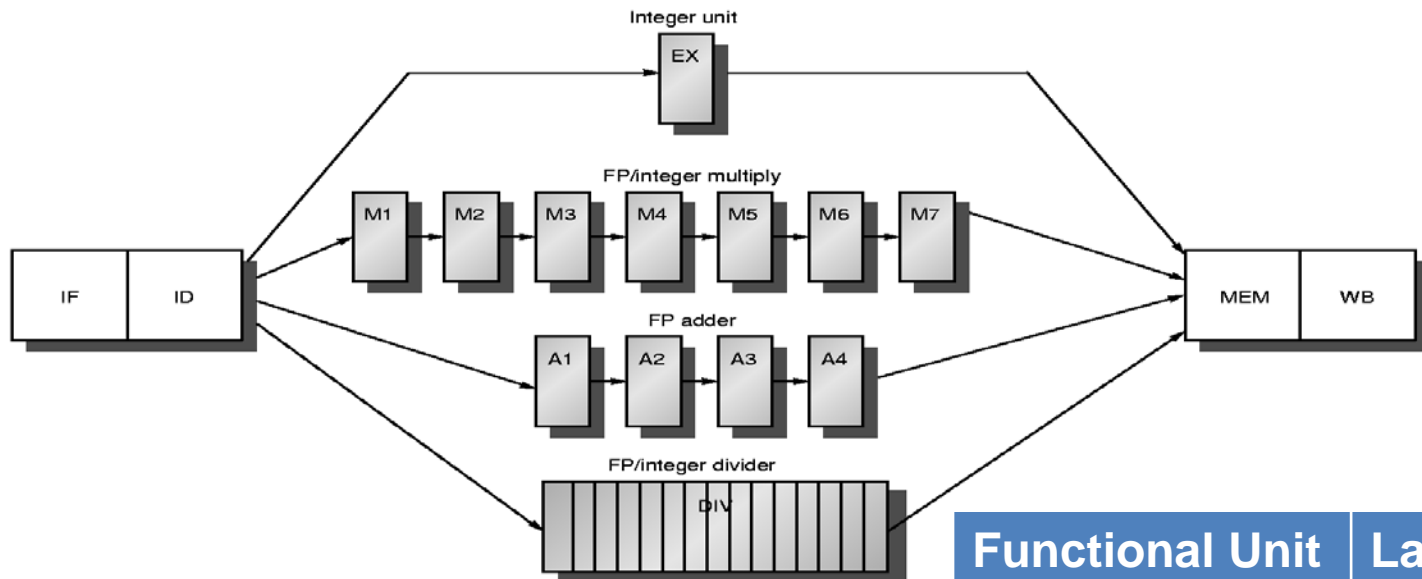 Integer unit
EX
FP/integer multiply
M1 M2 M3 M4 M5 M6 M7
IF ID
MEM WB
FP adder
A1 A2 A3 A4
FP/integer divider
DIV
Functional Unit La